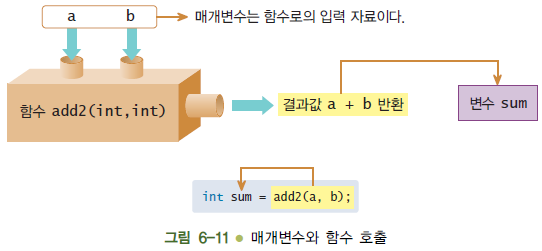 a b
매개변수는 함수로의 입력 자료이다.
함수 add2(int,int)
결과값 a + b 반환
변수 sum
int sum = add2(a, b);
그림 6-11 ● 매개변수와 함수 호출